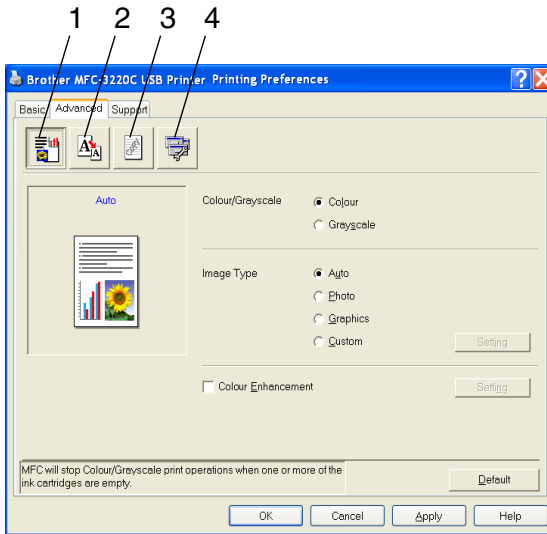 1 2 3 4
Brother MFC-3220C USB Printer Printing Preferences
Basic Advanced Support
Auto
Colour/Grayscale
Colour
Grayscale
Image Type
Auto
Photo
Graphics
Custom
Setting
Colour Enhancement
Setting
MFC will stop Colour/Grayscale print operations when one or more of the
ink cartridges are empty.
Default
OK Cancel Apply Help